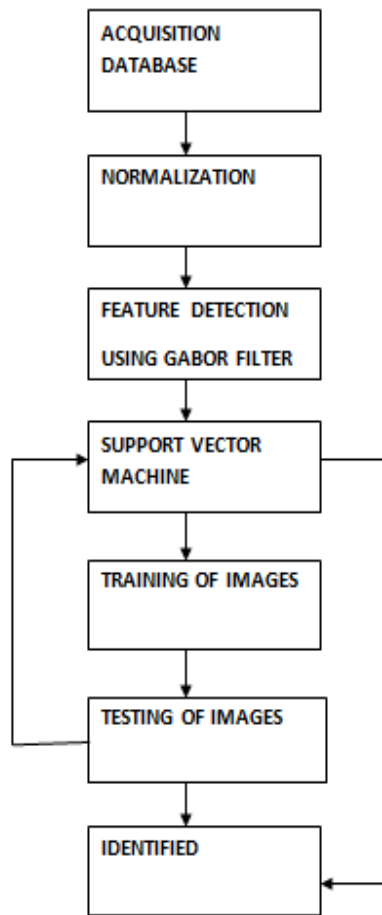 ACQUISITION
DATABASE
NORMALIZATION
FEATURE DETECTION
USING GABOR FILTER
SUPPORT VECTOR
MACHINE
TRAINING OF IMAGES
TESTING OF IMAGES
IDENTIFIED